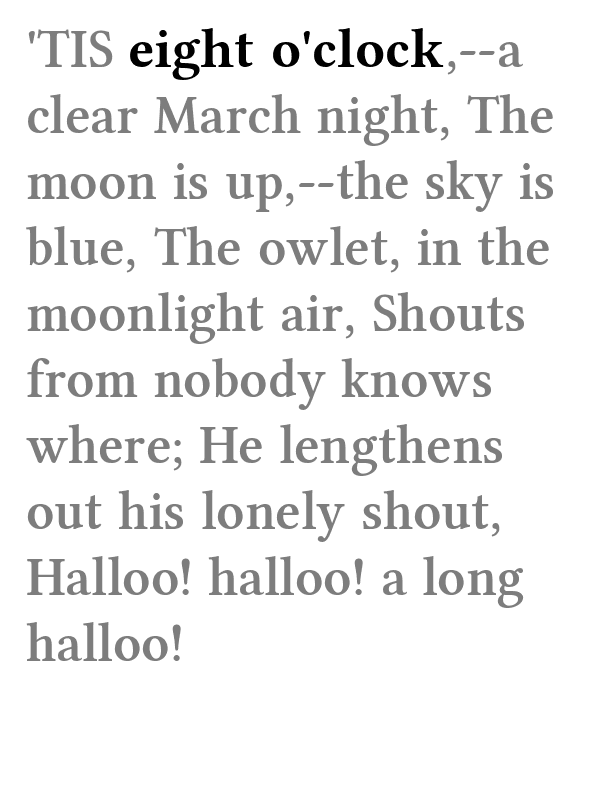 'TIS eight o'clock,--a
clear March night, The
moon is up,--the sky is
blue, The owlet, in the
moonlight air, Shouts
from nobody knows
where; He lengthens
out his lonely shout,
Halloo! halloo! a long
halloo!